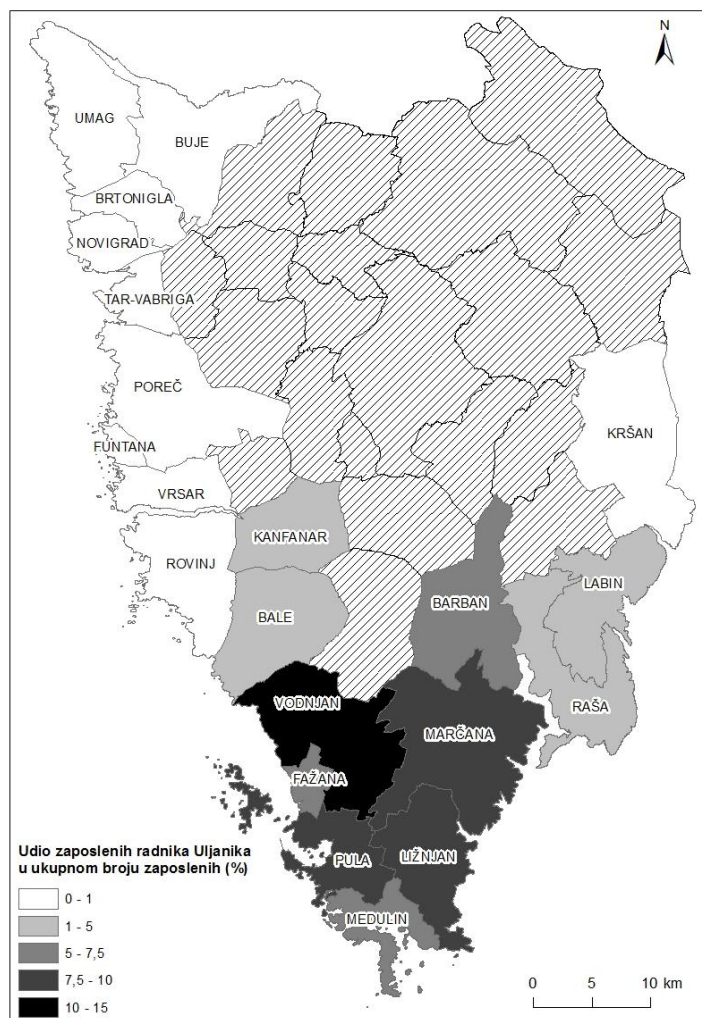 N
UMAG
BUJE
BRTONIGLA
NOVIGRAD
TAR-VABRIGA
POREČ
KRŠAN
FUNTANA
VRSAR
KANFANAR
ROVINJ
LABIN
BARBAN
BALE
VODNJAN
RAŠA
MARČANA
FAŽANA
PULA
LIŽNJAN
MEDULIN
Udio zaposlenih radnika Uljanika
u ukupnom broju zaposlenih (%)
0 - 1
1 - 5
5 - 7,5
7,5 - 10
10 - 15
0 5 10 km